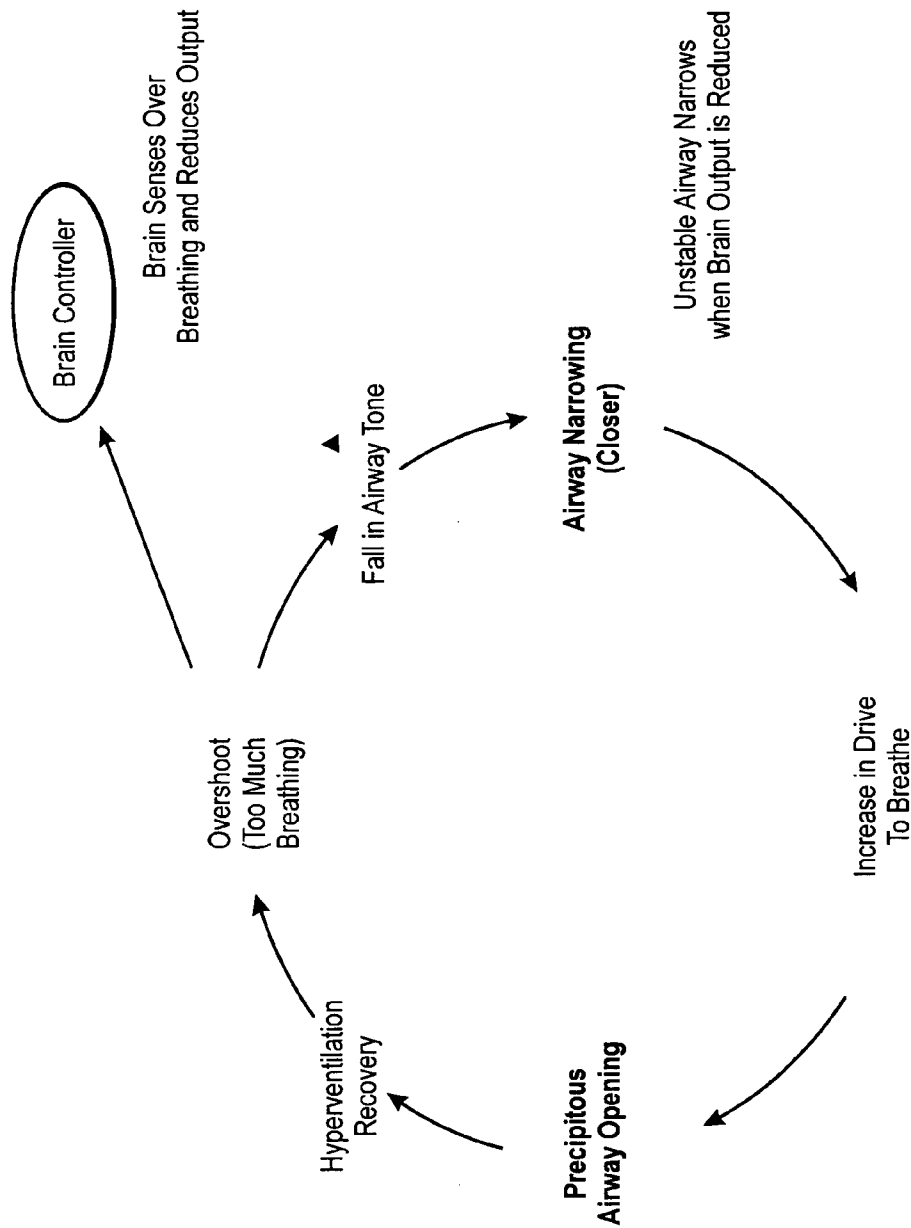 Brain Controller
Brain Senses Over
Breathing and Reduces Output
Overshoot
(Too Much
Breathing)
Fall in Airway Tone
Hyperventilation
Recovery
Airway Narrowing
(Closer)
Unstable Airway Narrows
when Brain Output is Reduced
Precipitous
Airway Opening
Increase in Drive
To Breathe